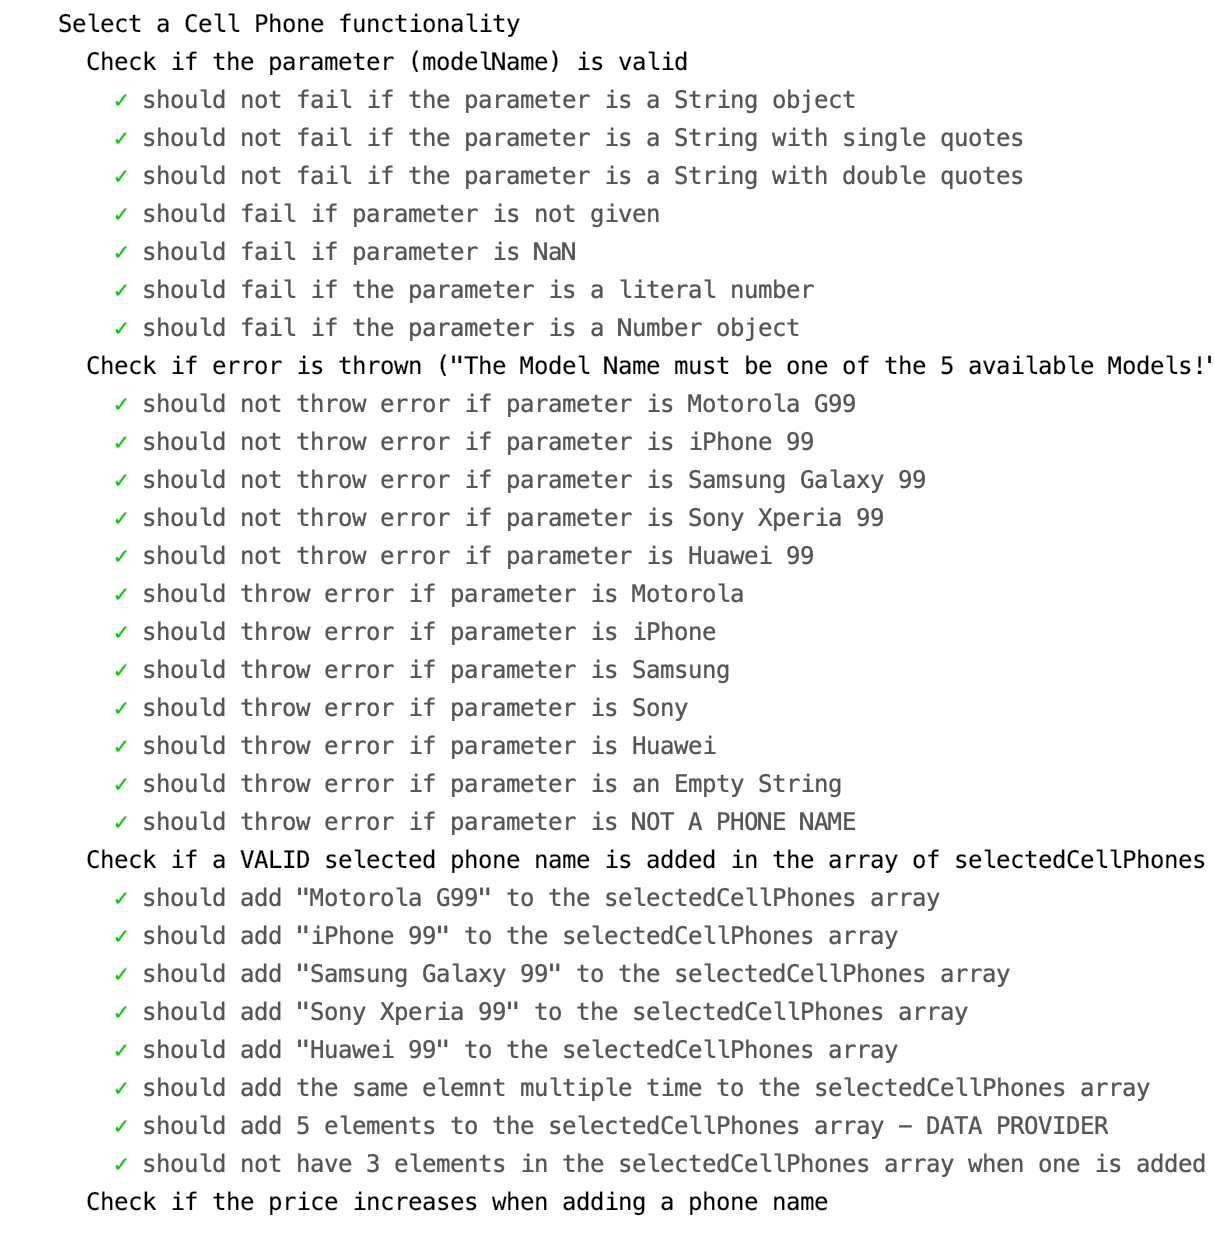 Select a Cell Phone functionality
Check if the parameter (modelName) is valid
✓ should not fail if the parameter is a String object
✓ should not fail if the parameter is a String with single quotes
✓ should not fail if the parameter is a String with double quotes
✓ should fail if parameter is not given
✓ should fail if parameter is NaN
✓ should fail if the parameter is a literal number
✓ should fail if the parameter is a Number object
Check if error is thrown ("The Model Name must be one of the 5 available Models!"
✓ should not throw error if parameter is Motorola G99
✓ should not throw error if parameter is iPhone 99
✓ should not throw error if parameter is Samsung Galaxy 99
✓ should not throw error if parameter is Sony Xperia 99
✓ should not throw error if parameter is Huawei 99
✓ should throw error if parameter is Motorola
✓ should throw error if parameter is iPhone
✓ should throw error if parameter is Samsung
✓ should throw error if parameter is Sony
✓ should throw error if parameter is Huawei
✓ should throw error if parameter is an Empty String
✓ should throw error if parameter is NOT A PHONE NAME
Check if a VALID selected phone name is added in the array of selectedCellPhones
✓ should add "Motorola G99" to the selectedCellPhones array
✓ should add "iPhone 99" to the selectedCellPhones array
✓ should add "Samsung Galaxy 99" to the selectedCellPhones array
✓ should add "Sony Xperia 99" to the selectedCellPhones array
✓ should add "Huawei 99" to the selectedCellPhones array
✓ should add the same elemnt multiple time to the selectedCellPhones array
✓ should add 5 elements to the selectedCellPhones array – DATA PROVIDER
✓ should not have 3 elements in the selectedCellPhones array when one is added
Check if the price increases when adding a phone name